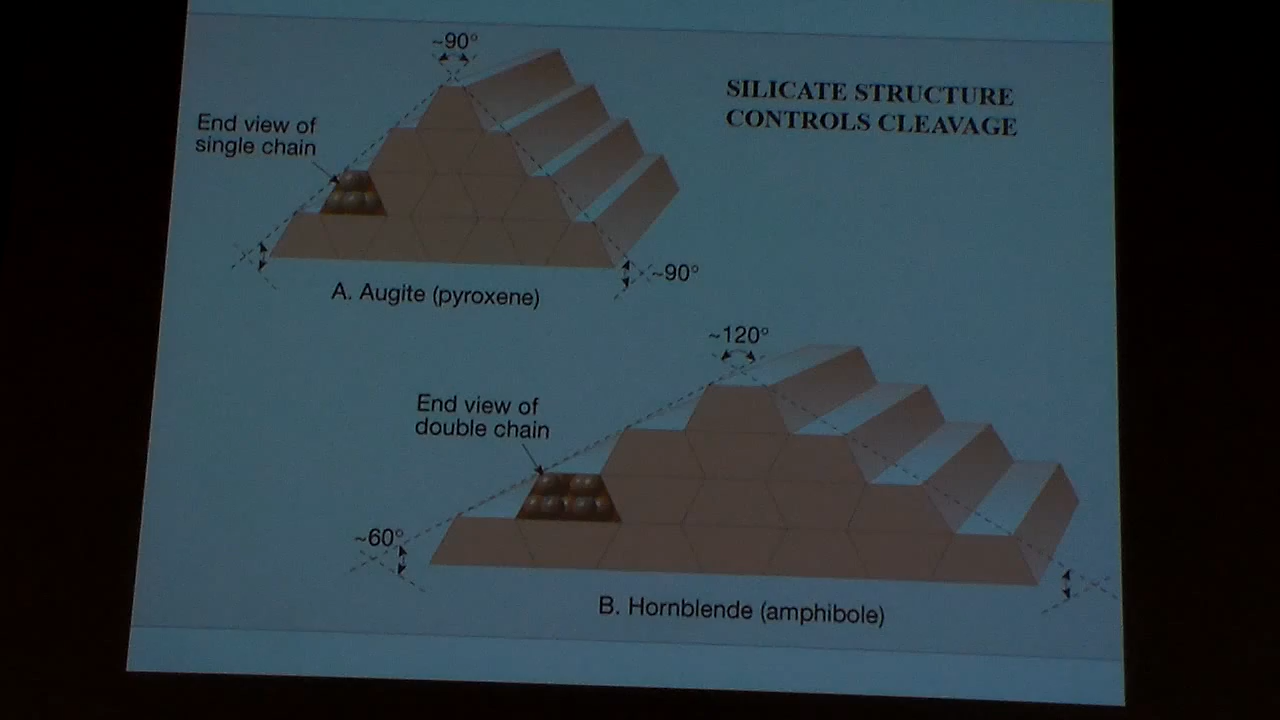 SILICATE STRUCTURE
CONTROLS CLEAVAGE
~90°
End view of
single chain
~90°
A. Augite (pyroxene)
~120°
End view of
double chain
~60°
B. Hornblende (amphibole)